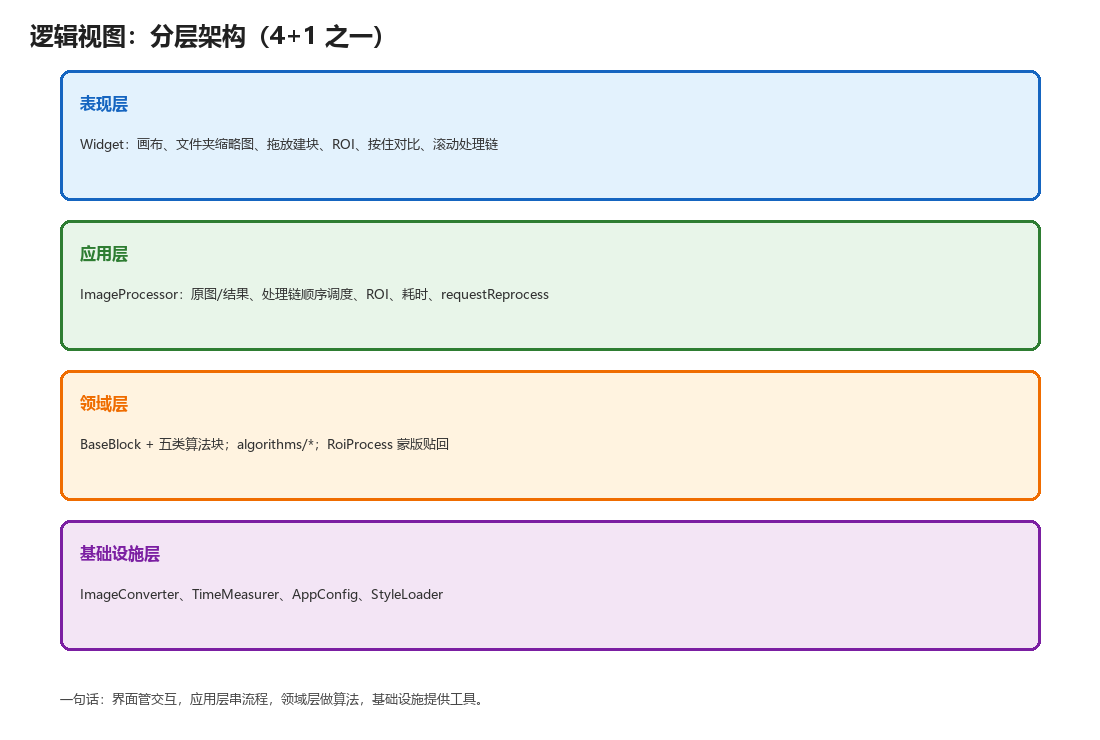 逻辑视图：分层架构（4+1 之一）
表现层
Widget：画布、文件夹缩略图、拖放建块、ROI、按住对比、滚动处理链
应用层
ImageProcessor：原图/结果、处理链顺序调度、ROI、耗时、requestReprocess
领域层
BaseBlock + 五类算法块；algorithms/*；RoiProcess 蒙版贴回
基础设施层
ImageConverter、TimeMeasurer、AppConfig、StyleLoader
一句话：界面管交互，应用层串流程，领域层做算法，基础设施提供工具。